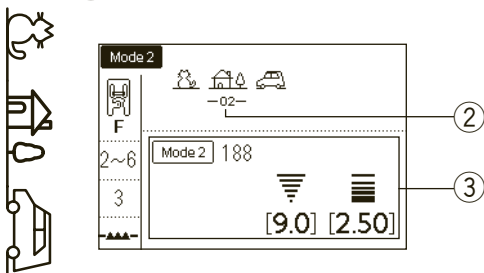 Mode 2
–02–
②
F
2~6
Mode 2 188
③
3
[9.0] [2.50]